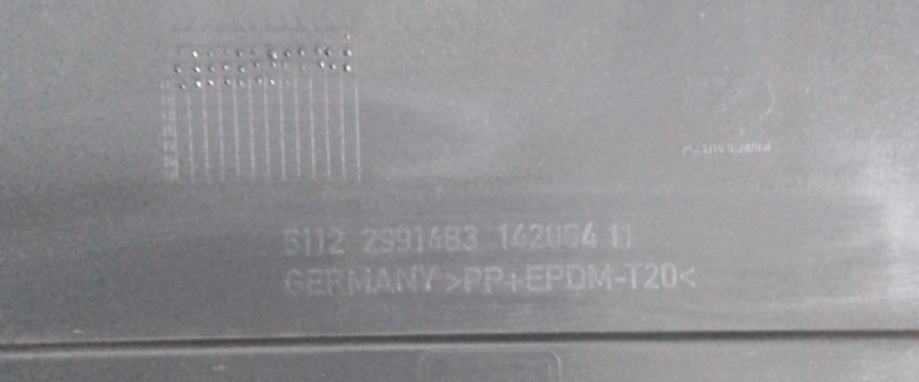 5112 2991483 142064 11
GERMANY >PP+EPDM-T20<